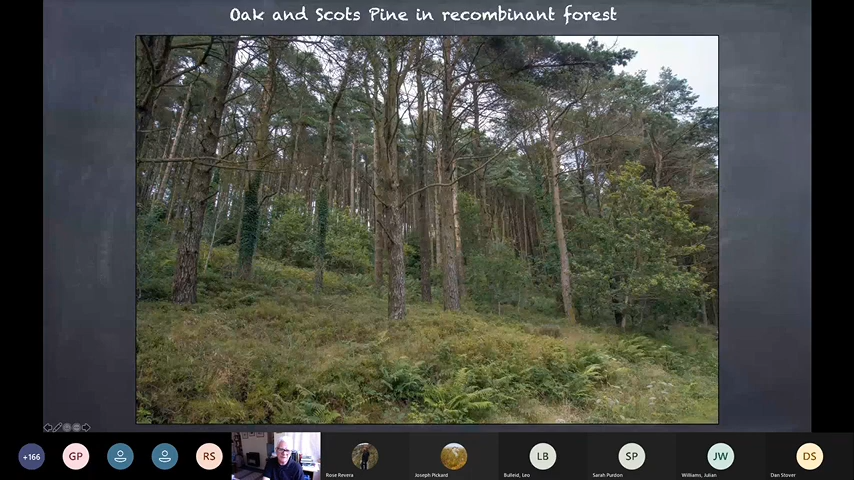 Oak and Scots Pine in recombinant forest
+166
GP
RS
LB
SP
JW
DS
Rose Revera
Joseph Pickard
Bulleid, Leo
Sarah Purdon
Williams, Julian
Dan Stover